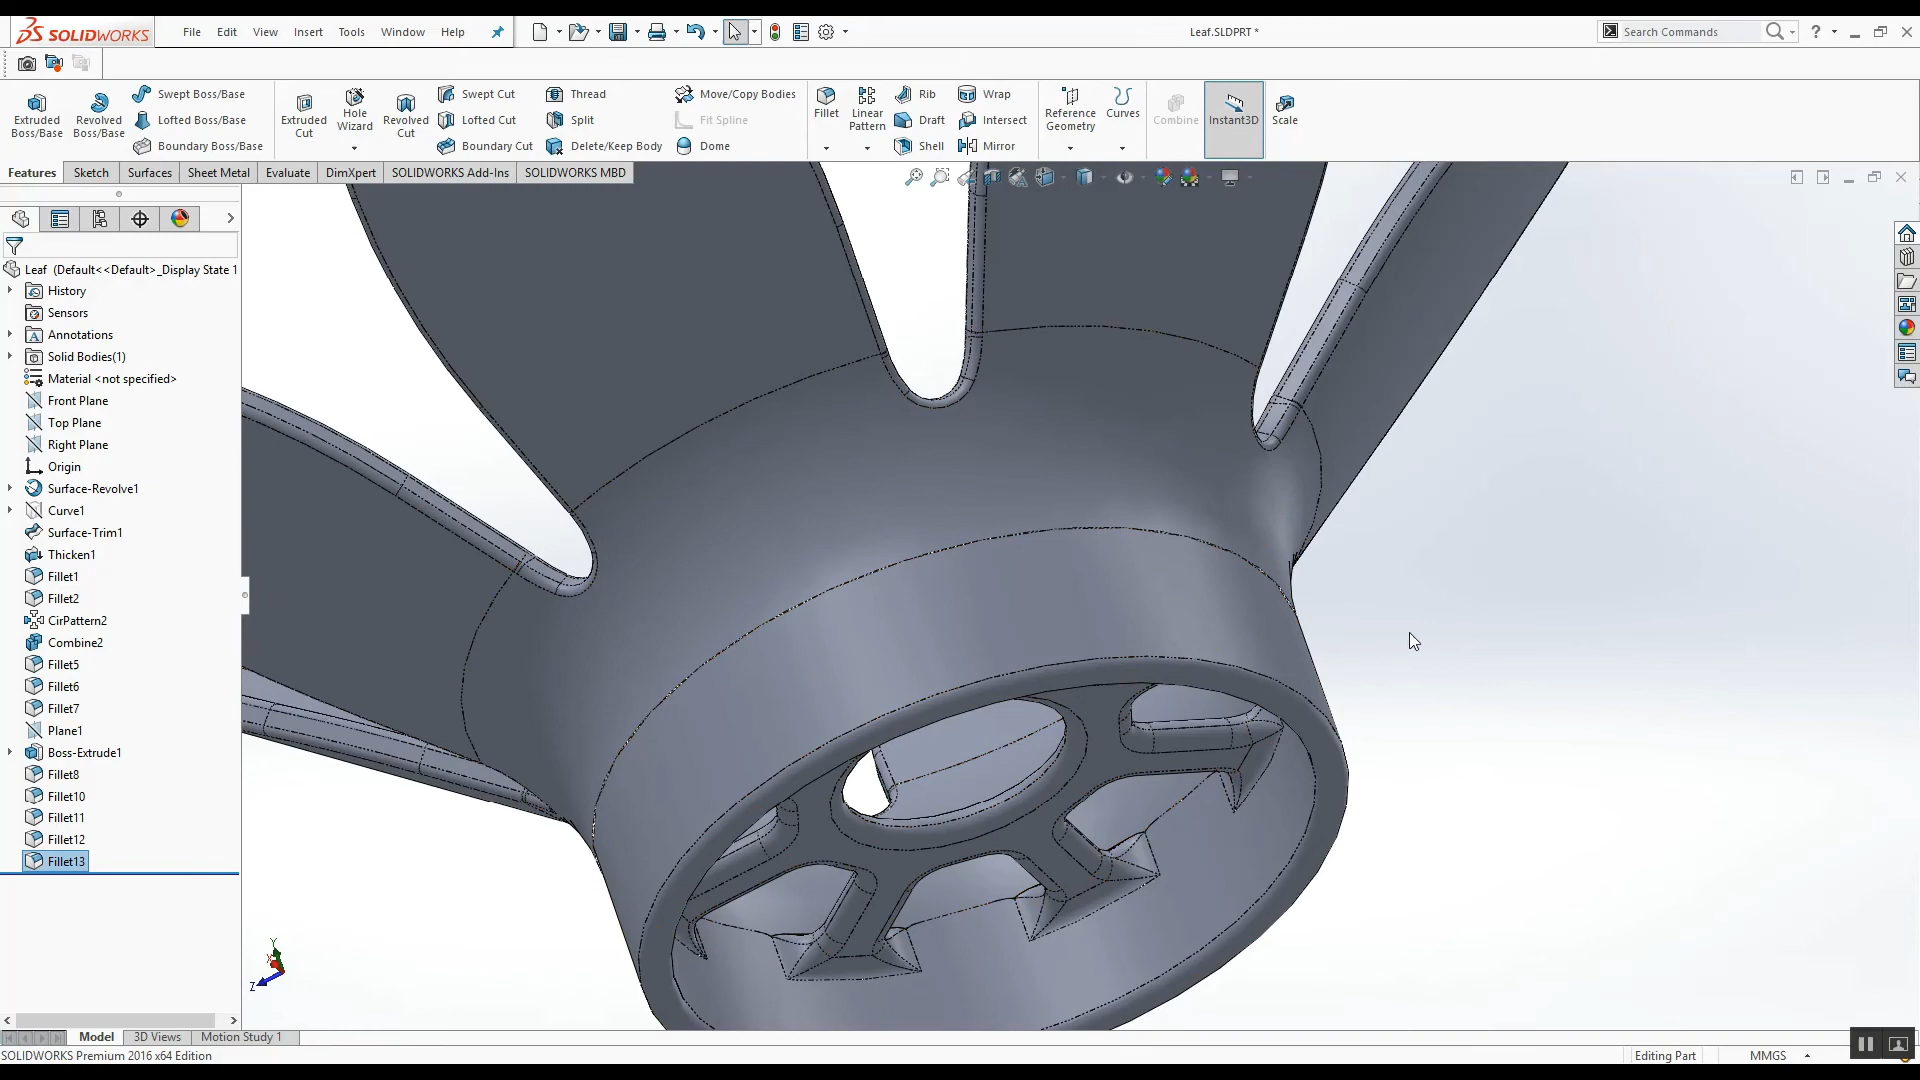 SOLIDWORKS File Edit View Insert Tools Window Help Leaf.SLDPRT * Search Commands ?
Extruded Boss/Base
Revolved Boss/Base
Swept Boss/Base
Lofted Boss/Base
Boundary Boss/Base
Extruded Cut
Hole Wizard
Revolved Cut
Swept Cut
Lofted Cut
Boundary Cut
Thread
Split
Delete/Keep Body
Move/Copy Bodies
Fit Spline
Dome
Fillet
Linear Pattern
Rib
Draft
Shell
Wrap
Intersect
Mirror
Reference Geometry
Curves
Combine
Instant3D
Scale
Features Sketch Surfaces Sheet Metal Evaluate DimXpert SOLIDWORKS Add-Ins SOLIDWORKS MBD
Leaf (Default<<Default>_Display State 1
History
Sensors
Annotations
Solid Bodies(1)
Material <not specified>
Front Plane
Top Plane
Right Plane
Origin
Surface-Revolve1
Curve1
Surface-Trim1
Thicken1
Fillet1
Fillet2
CirPattern2
Combine2
Fillet5
Fillet6
Fillet7
Plane1
Boss-Extrude1
Fillet8
Fillet10
Fillet11
Fillet12
Fillet13
Y
X
Z
Model 3D Views Motion Study 1
SOLIDWORKS Premium 2016 x64 Edition Editing Part MMGS